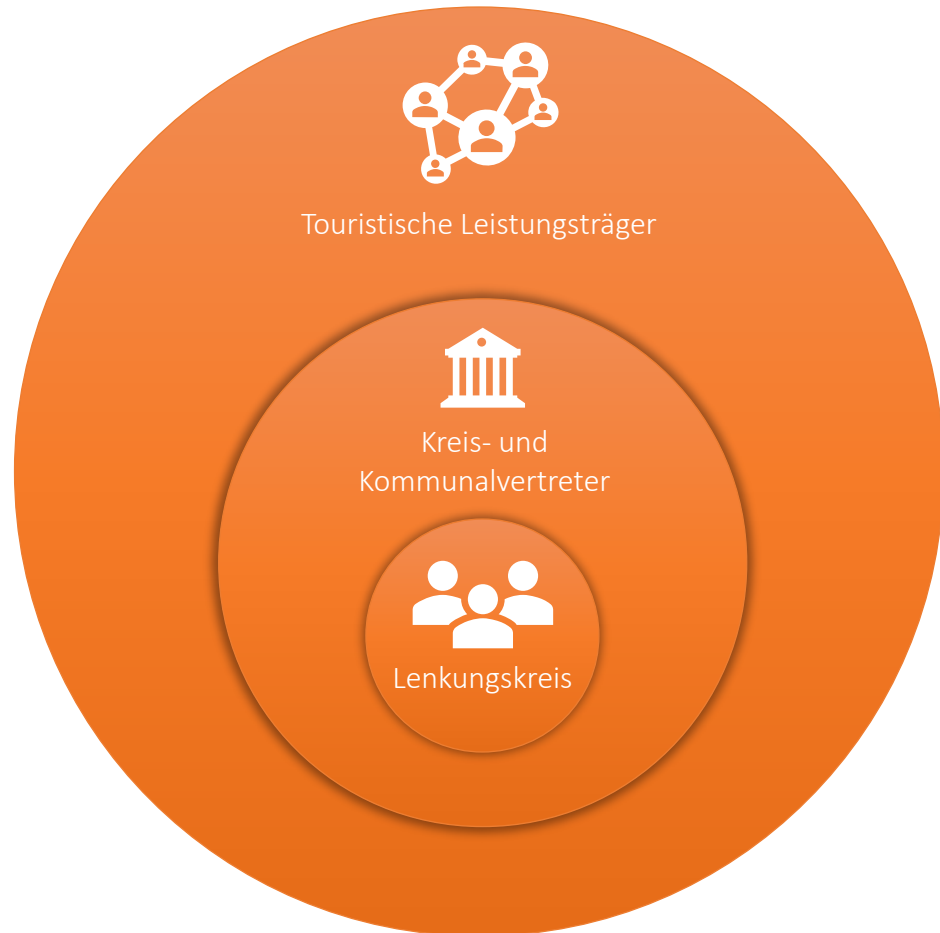 Touristische Leistungsträger
Kreis- und
Kommunalvertreter
Lenkungskreis